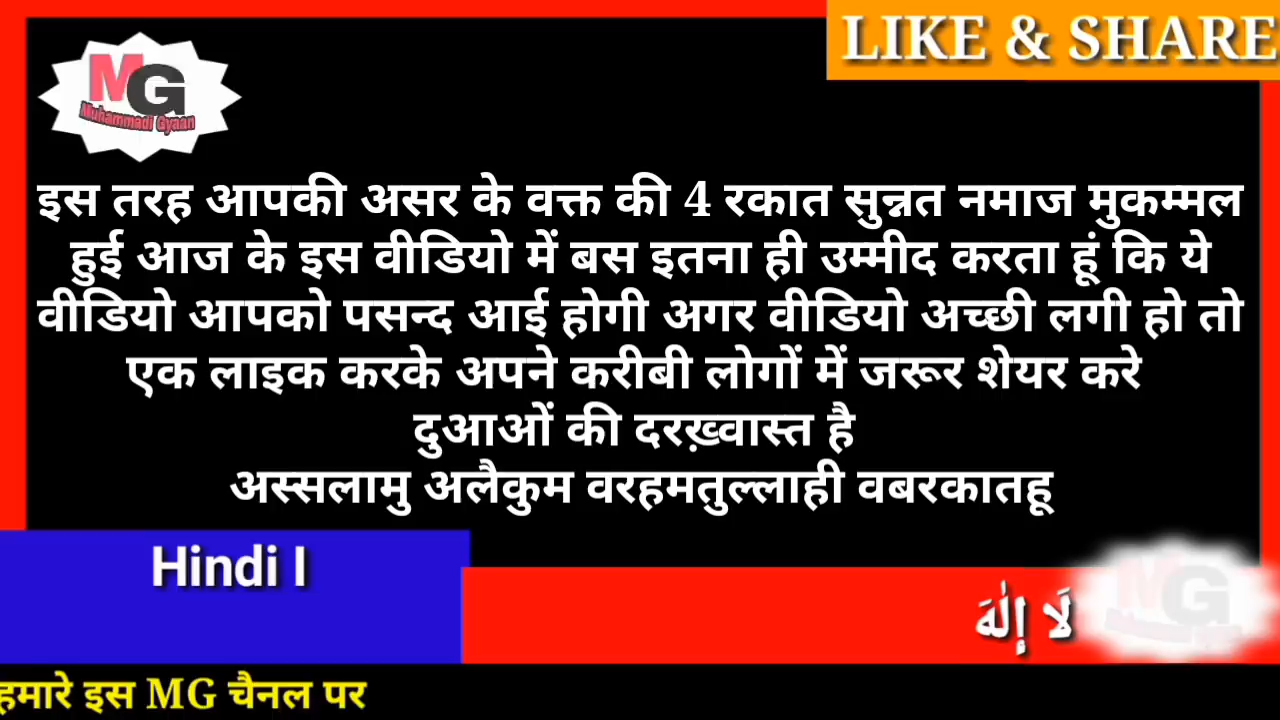 LIKE & SHARE
MG
Muhammadi Gyaan
इस तरह आपकी असर के वक्त की 4 रकात सुन्नत नमाज मुकम्मल
हुई आज के इस वीडियो में बस इतना ही उम्मीद करता हूं कि ये
वीडियो आपको पसन्द आई होगी अगर वीडियो अच्छी लगी हो तो
एक लाइक करके अपने करीबी लोगों में जरूर शेयर करे
दुआओं की दरख़्वास्त है
अस्सलामु अलैकुम वरहमतुल्लाही वबरकातहू
Hindi I
لَا إِلٰهَ
MG
हमारे इस MG चैनल पर